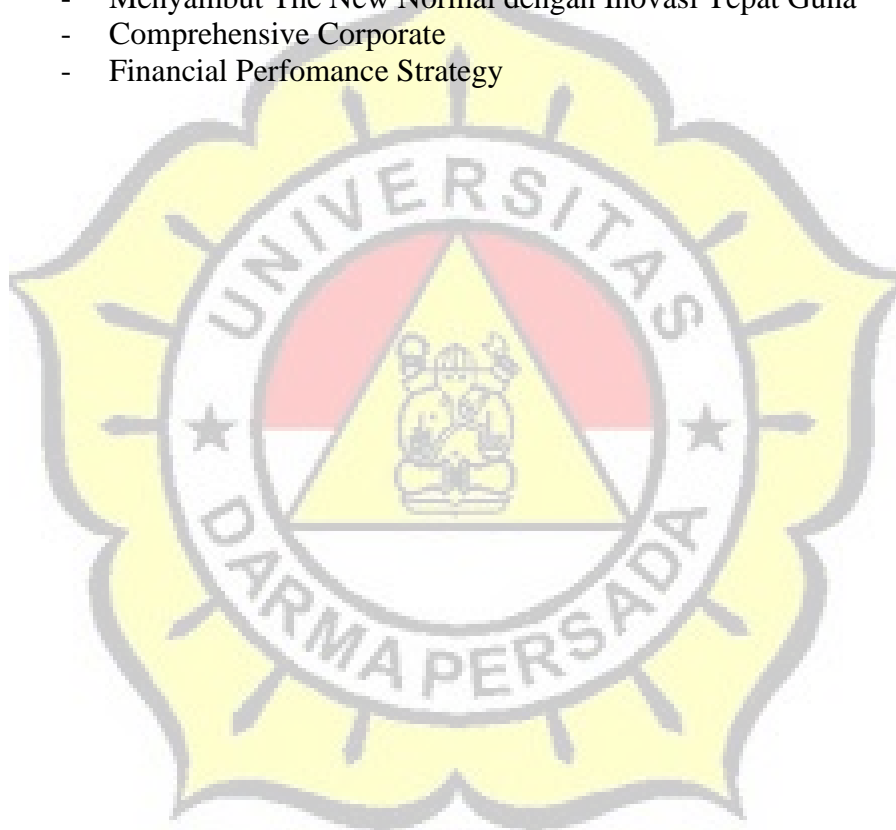 - Menyambut The New Normal dengan Inovasi Tepat Guna
- Comprehensive Corporate
- Financial Perfomance Strategy
UNIVERSITAS
DARMA PERSADA